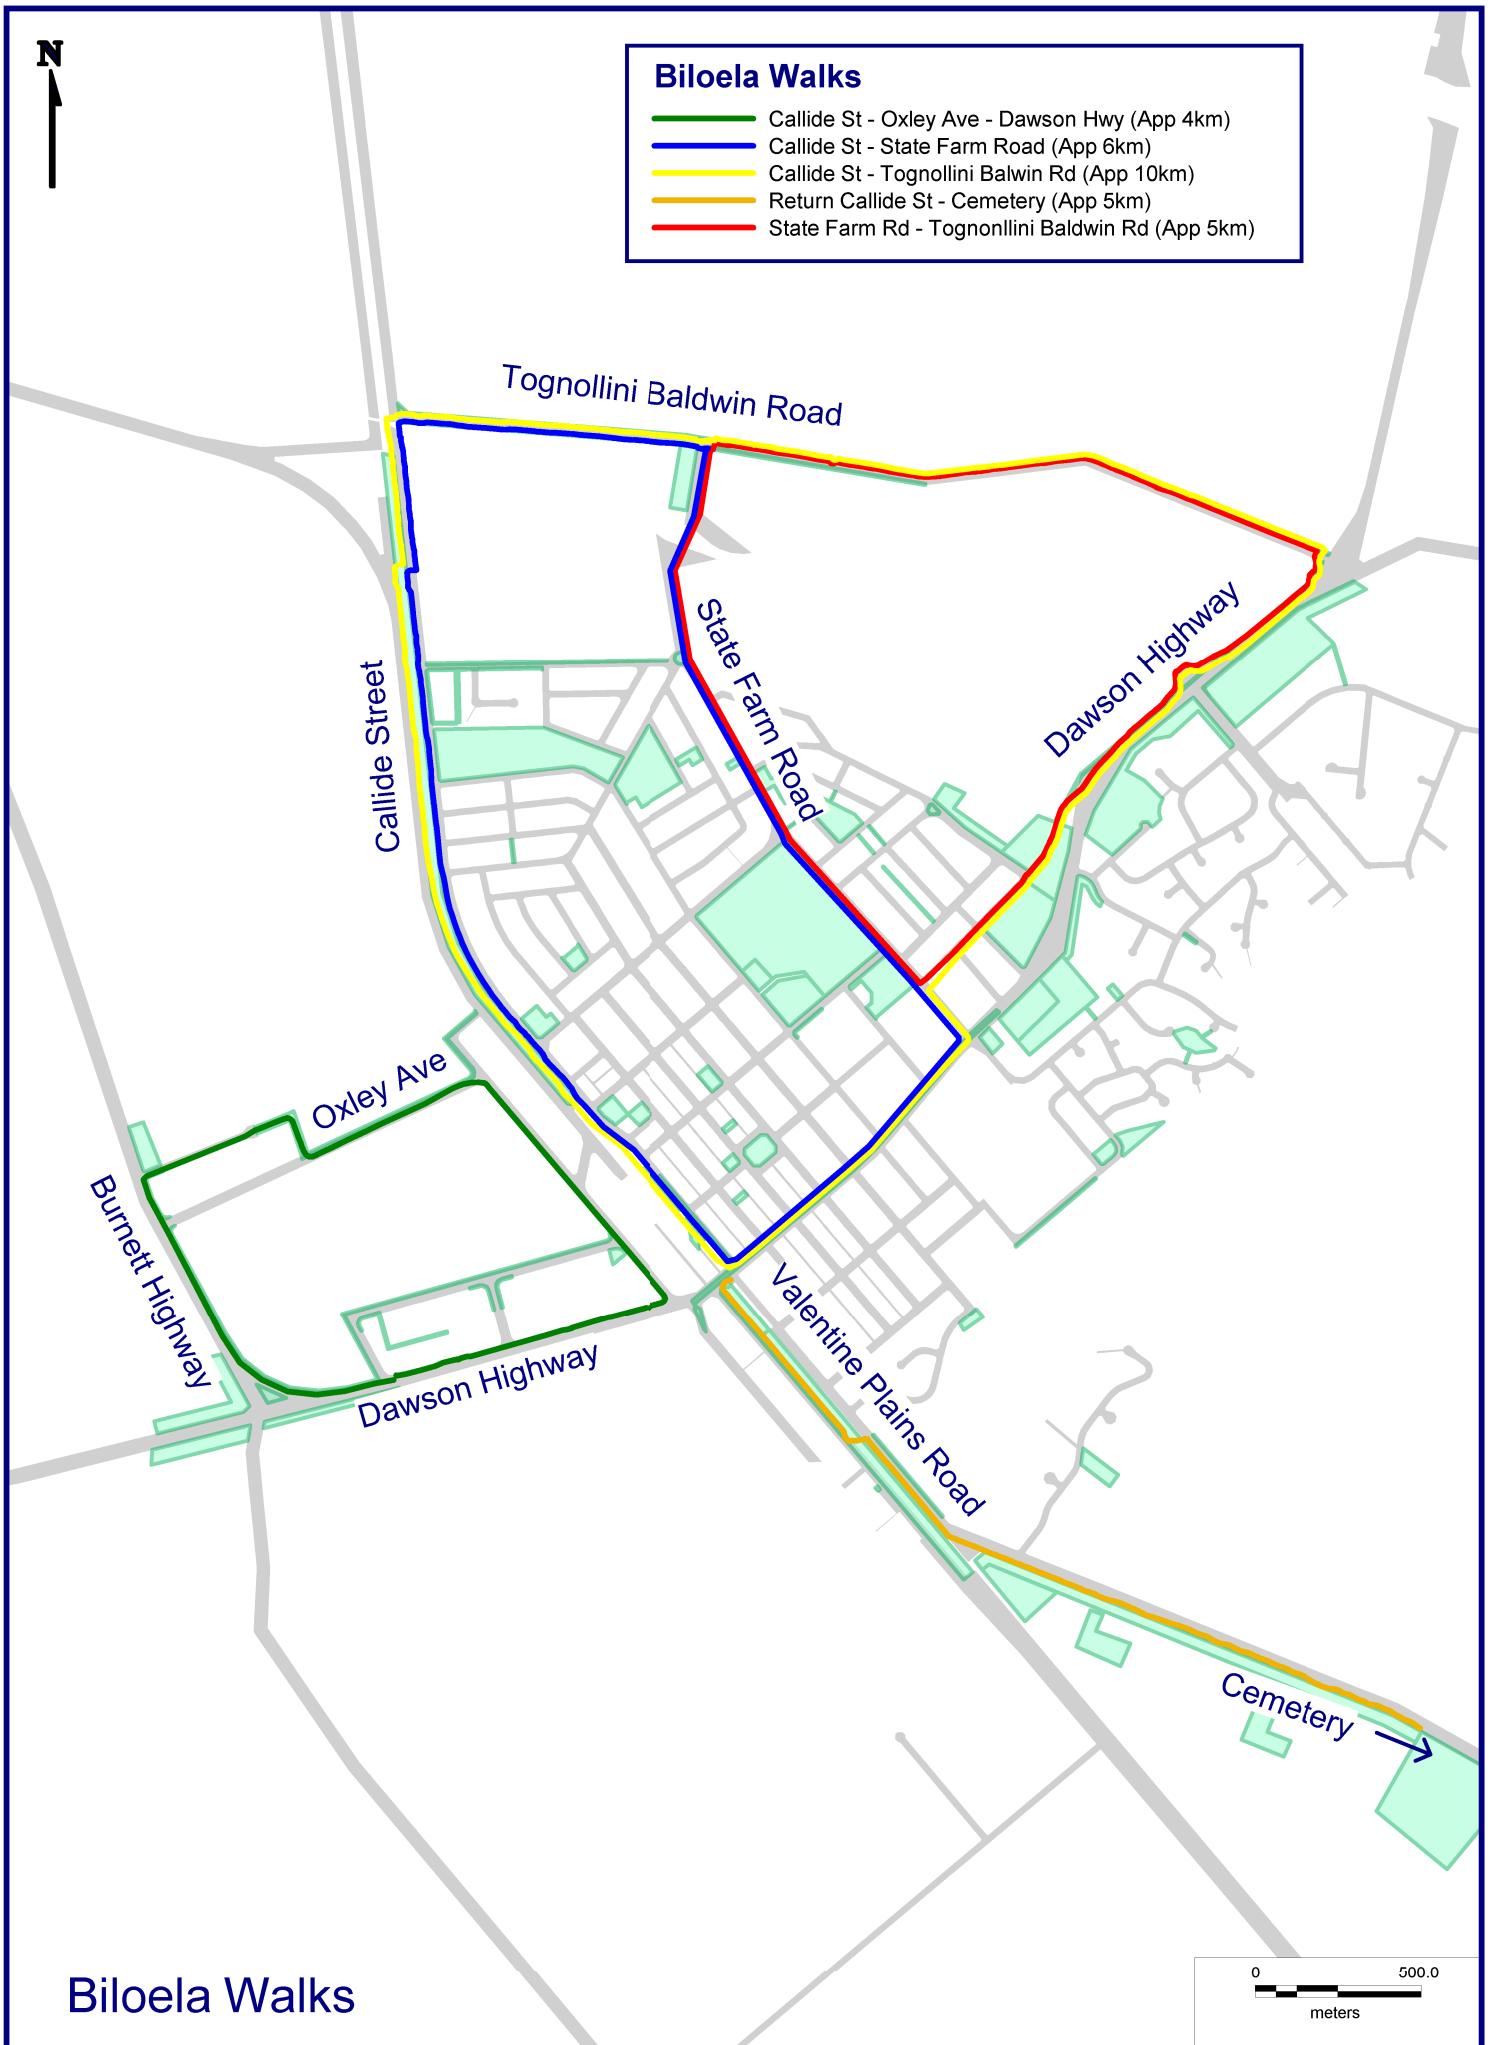 N
Biloela Walks
Callide St - Oxley Ave - Dawson Hwy (App 4km)
Callide St - State Farm Road (App 6km)
Callide St - Tognollini Balwin Rd (App 10km)
Return Callide St - Cemetery (App 5km)
State Farm Rd - Tognonllini Baldwin Rd (App 5km)
Tognollini Baldwin Road
State Farm Road
Dawson Highway
Callide Street
Oxley Ave
Burnett Highway
Dawson Highway
Valentine Plains Road
Cemetery
Biloela Walks
0 500.0
meters